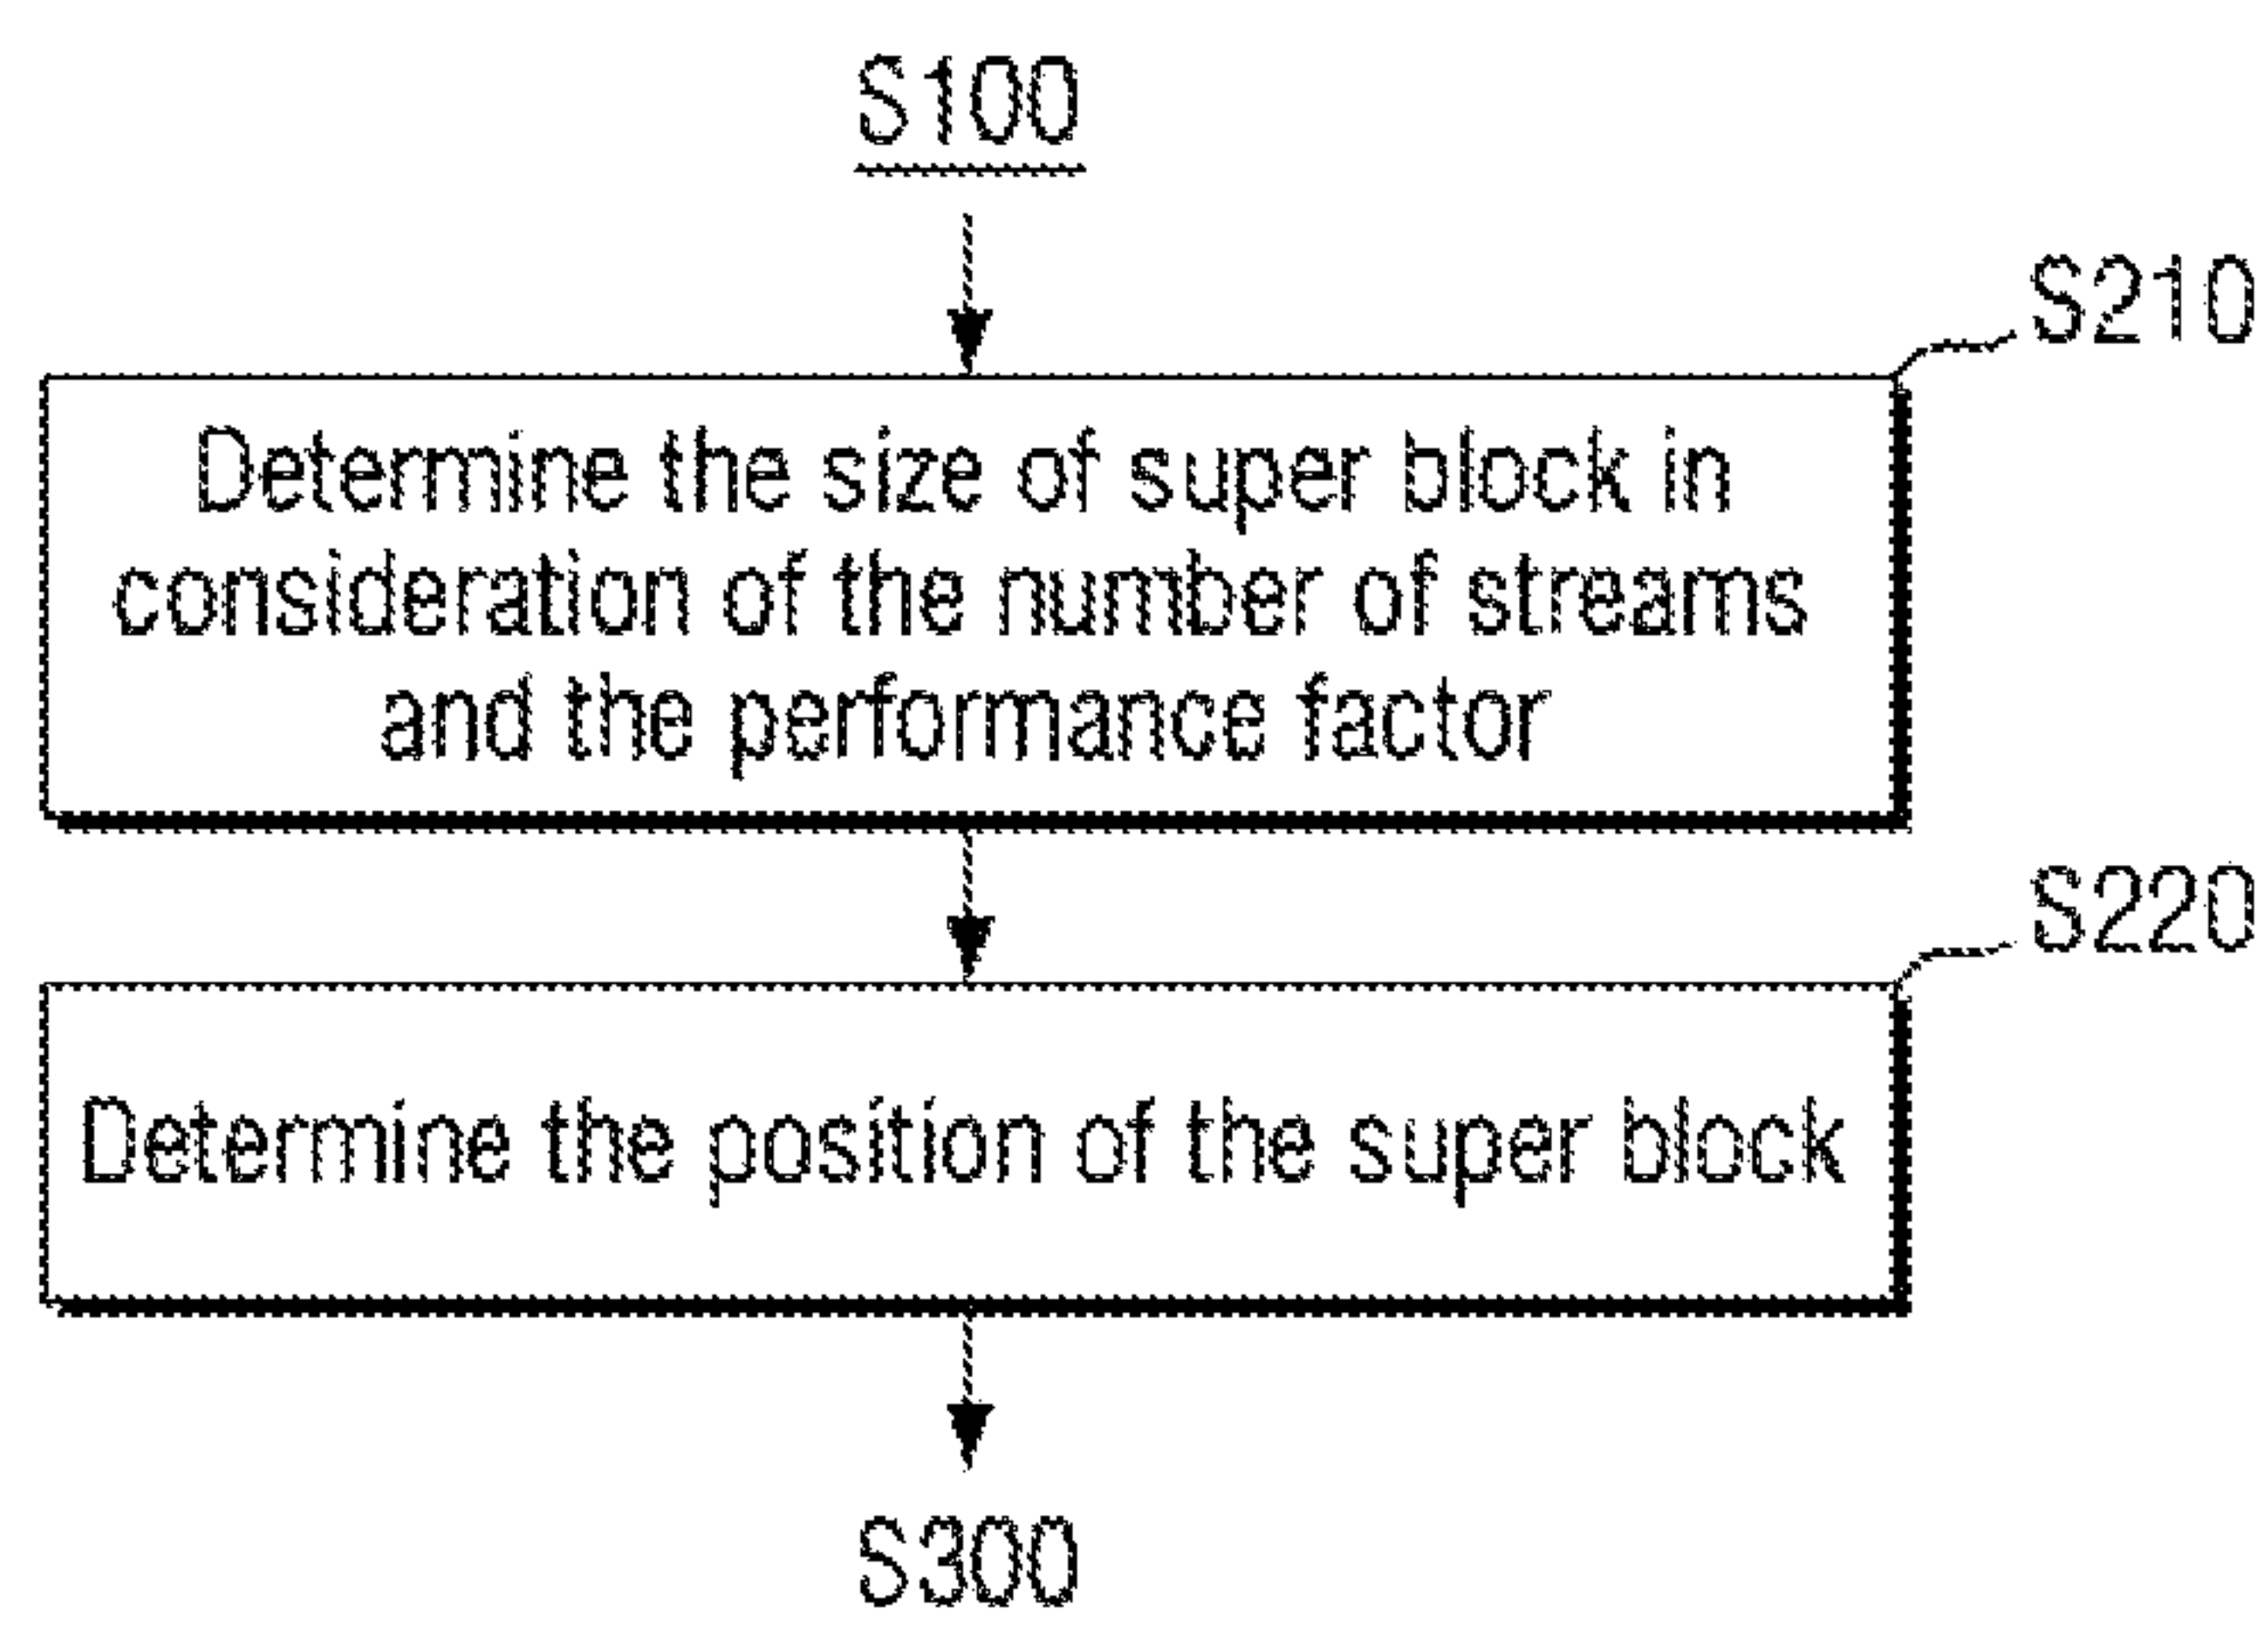 S100
S210
Determine the size of super block in
consideration of the number of streams
and the performance factor
S220
Determine the position of the super block
S300